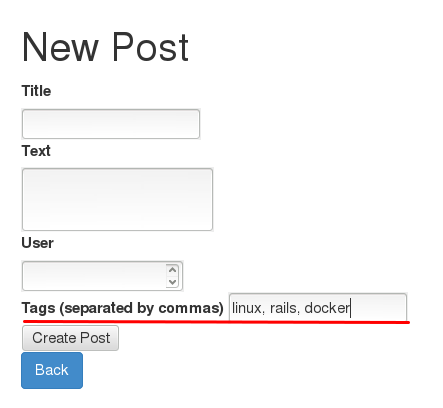 New Post
Title
Text
User
Tags (separated by commas) linux, rails, docker
Create Post
Back